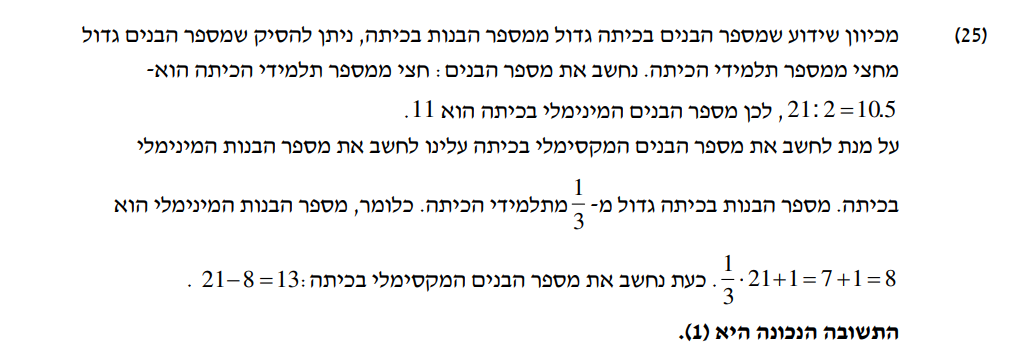 (25) מכיוון שידוע שמספר הבנים בכיתה גדול ממספר הבנות בכיתה, ניתן להסיק שמספר הבנים גדול
מחצי ממספר תלמידי הכיתה. נחשב את מספר הבנים: חצי ממספר תלמידי הכיתה הוא-
21:2=10.5, לכן מספר הבנים המינימלי בכיתה הוא 11.
על מנת לחשב את מספר הבנים המקסימלי בכיתה עלינו לחשב את מספר הבנות המינימלי
בכיתה. מספר הבנות בכיתה גדול מ- 1/3 מתלמידי הכיתה. כלומר, מספר הבנות המינימלי הוא
1/3·21+1=7+1=8. כעת נחשב את מספר הבנים המקסימלי בכיתה: 21−8=13.
התשובה הנכונה היא (1).